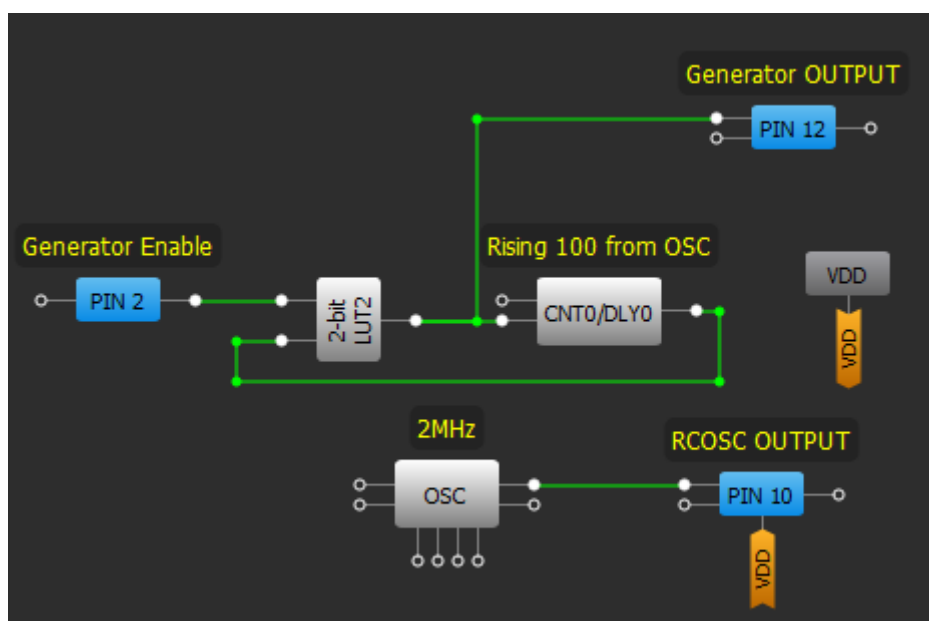 Generator OUTPUT
PIN 12
Generator Enable
PIN 2
2-bit
LUT2
Rising 100 from OSC
CNT0/DLY0
VDD
VDD
2MHz
OSC
RCOSC OUTPUT
PIN 10
VDD